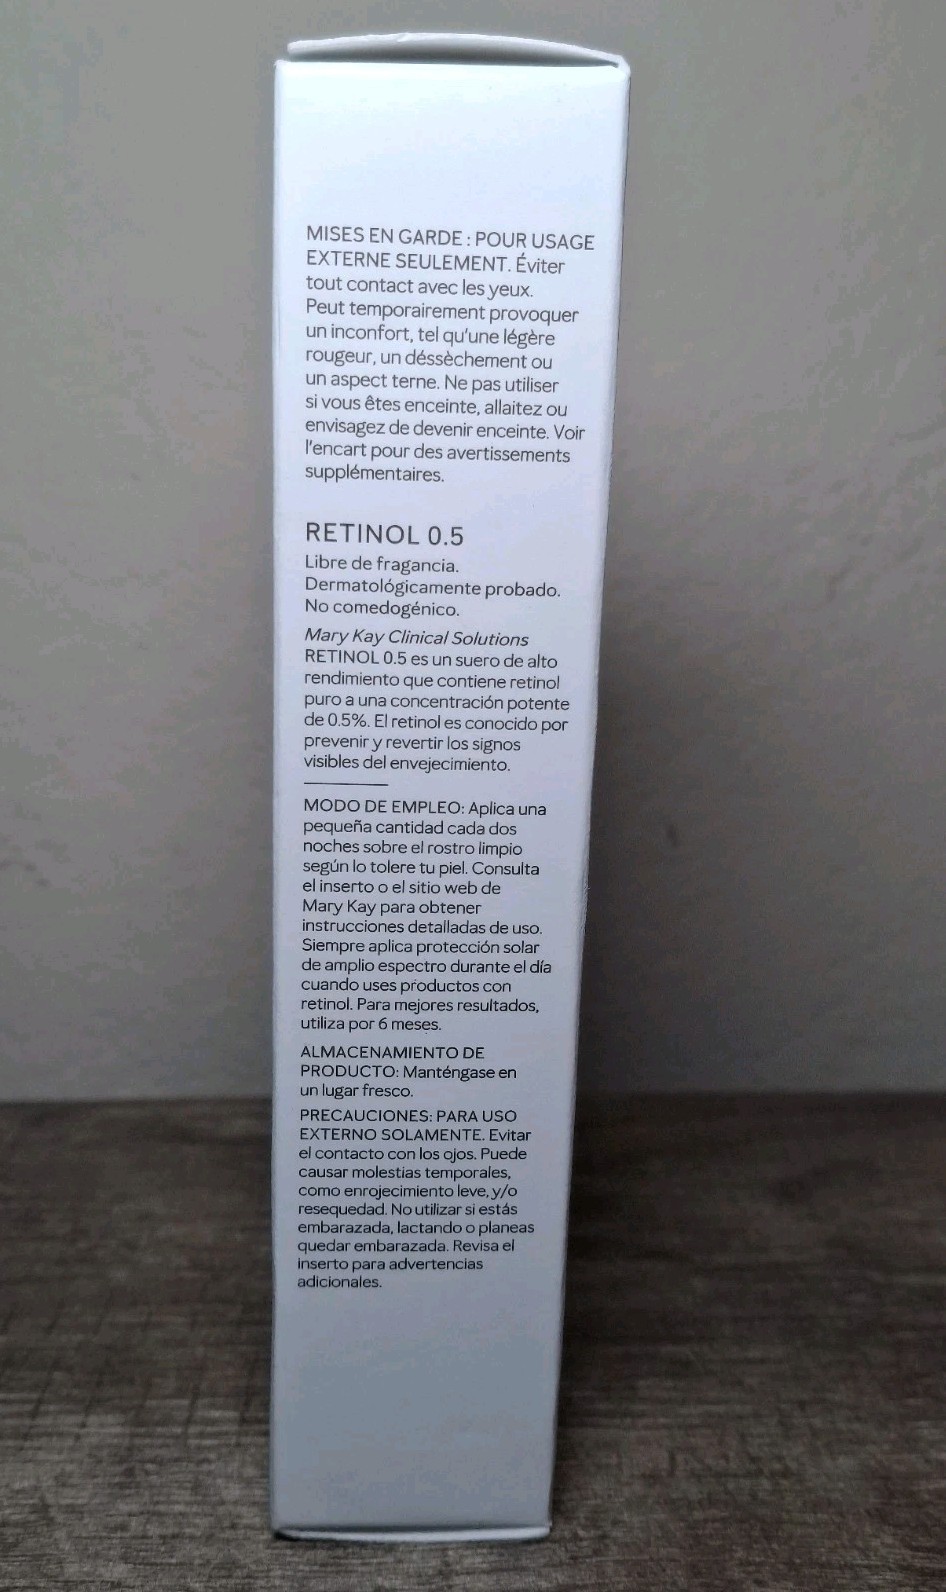 MISES EN GARDE : POUR USAGE
EXTERNE SEULEMENT. Éviter
tout contact avec les yeux.
Peut temporairement provoquer
un inconfort, tel qu'une légère
rougeur, un déssèchement ou
un aspect terne. Ne pas utiliser
si vous êtes enceinte, allaitez ou
envisagez de devenir enceinte. Voir
l'encart pour des avertissements
supplémentaires.
RETINOL 0.5
Libre de fragancia.
Dermatológicamente probado.
No comedogénico.
Mary Kay Clinical Solutions
RETINOL 0.5 es un suero de alto
rendimiento que contiene retinol
puro a una concentración potente
de 0.5%. El retinol es conocido por
prevenir y revertir los signos
visibles del envejecimiento.
MODO DE EMPLEO: Aplica una
pequeña cantidad cada dos
noches sobre el rostro limpio
según lo tolere tu piel. Consulta
el inserto o el sitio web de
Mary Kay para obtener
instrucciones detalladas de uso.
Siempre aplica protección solar
de amplio espectro durante el día
cuando uses productos con
retinol. Para mejores resultados,
utiliza por 6 meses.
ALMACENAMIENTO DE
PRODUCTO: Manténgase en
un lugar fresco.
PRECAUCIONES: PARA USO
EXTERNO SOLAMENTE. Evitar
el contacto con los ojos. Puede
causar molestias temporales,
como enrojecimiento leve, y/o
resequedad. No utilizar si estás
embarazada, lactando o planeas
quedar embarazada. Revisa el
inserto para advertencias
adicionales.